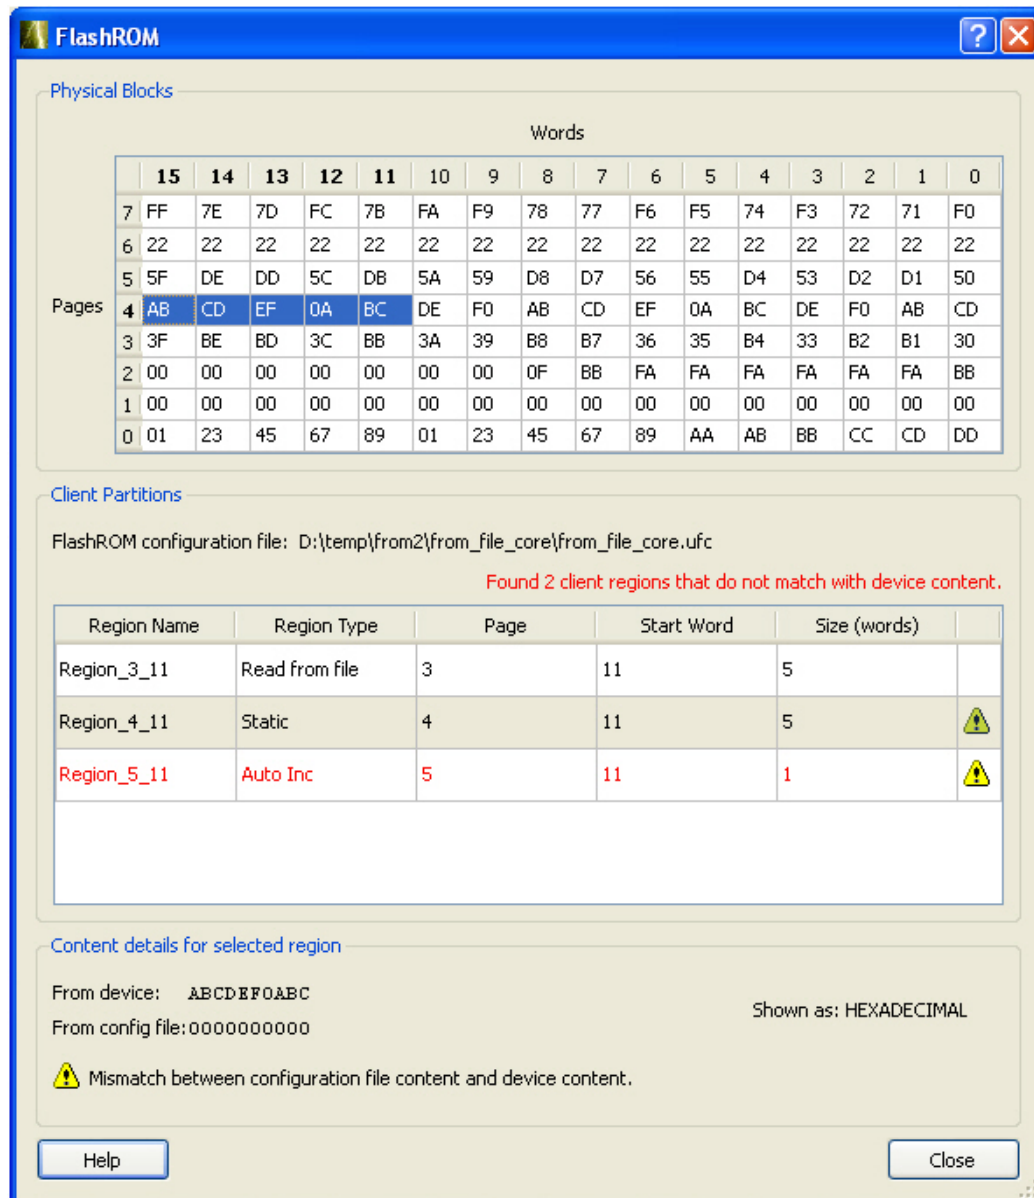 FlashROM
Physical Blocks
Words
15 14 13 12 11 10 9 8 7 6 5 4 3 2 1 0
7 FF 7E 7D FC 7B FA F9 78 77 F6 F5 74 F3 72 71 F0
6 22 22 22 22 22 22 22 22 22 22 22 22 22 22 22 22
5 5F DE DD 5C DB 5A 59 D8 D7 56 55 D4 53 D2 D1 50
Pages 4 AB CD EF 0A BC DE F0 AB CD EF 0A BC DE F0 AB CD
3 3F BE BD 3C BB 3A 39 B8 B7 36 35 B4 33 B2 B1 30
2 00 00 00 00 00 00 00 0F BB FA FA FA FA FA FA BB
1 00 00 00 00 00 00 00 00 00 00 00 00 00 00 00 00
0 01 23 45 67 89 01 23 45 67 89 AA AB BB CC CD DD
Client Partitions
FlashROM configuration file: D:\temp\from2\from_file_core\from_file_core.ufc
Found 2 client regions that do not match with device content.
Region Name Region Type Page Start Word Size (words)
Region_3_11 Read from file 3 11 5
Region_4_11 Static 4 11 5
Region_5_11 Auto Inc 5 11 1
Content details for selected region
From device: ABCDEF0ABC
Shown as: HEXADECIMAL
From config file: 0000000000
Mismatch between configuration file content and device content.
Help Close